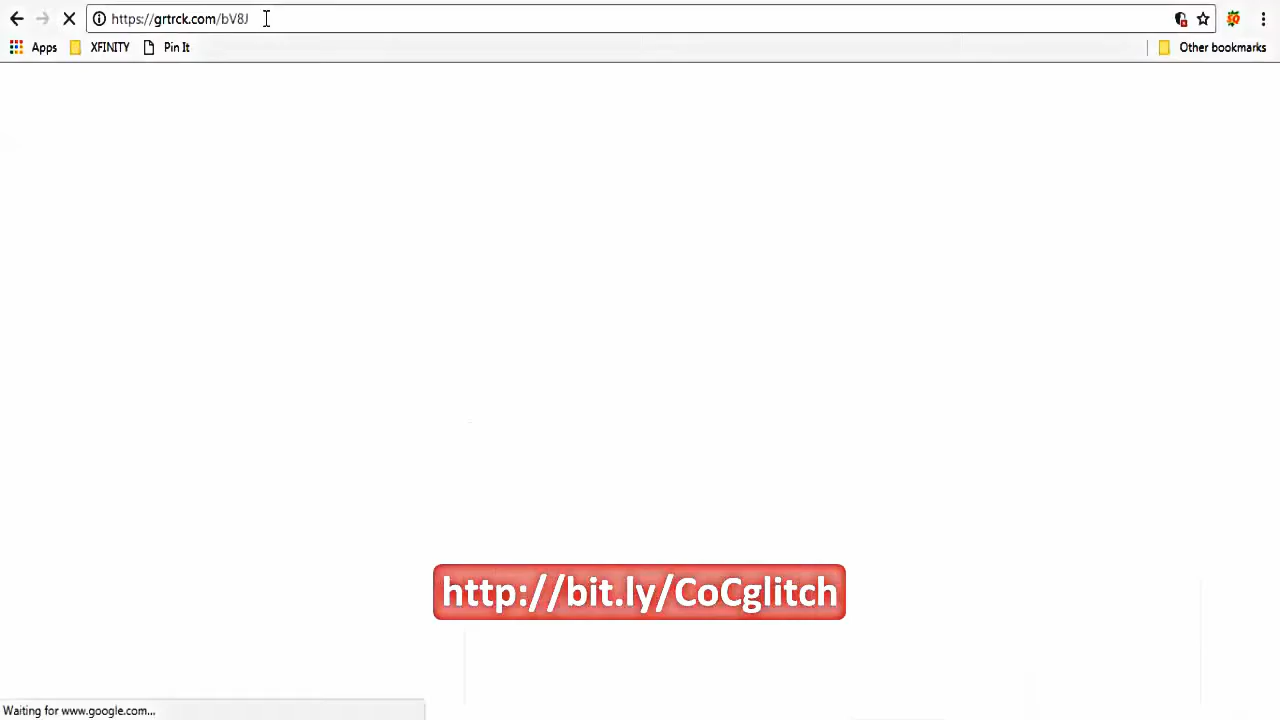 https://grtrck.com/bV8J
Apps XFINITY Pin It Other bookmarks
http://bit.ly/CoCglitch
Waiting for www.google.com...